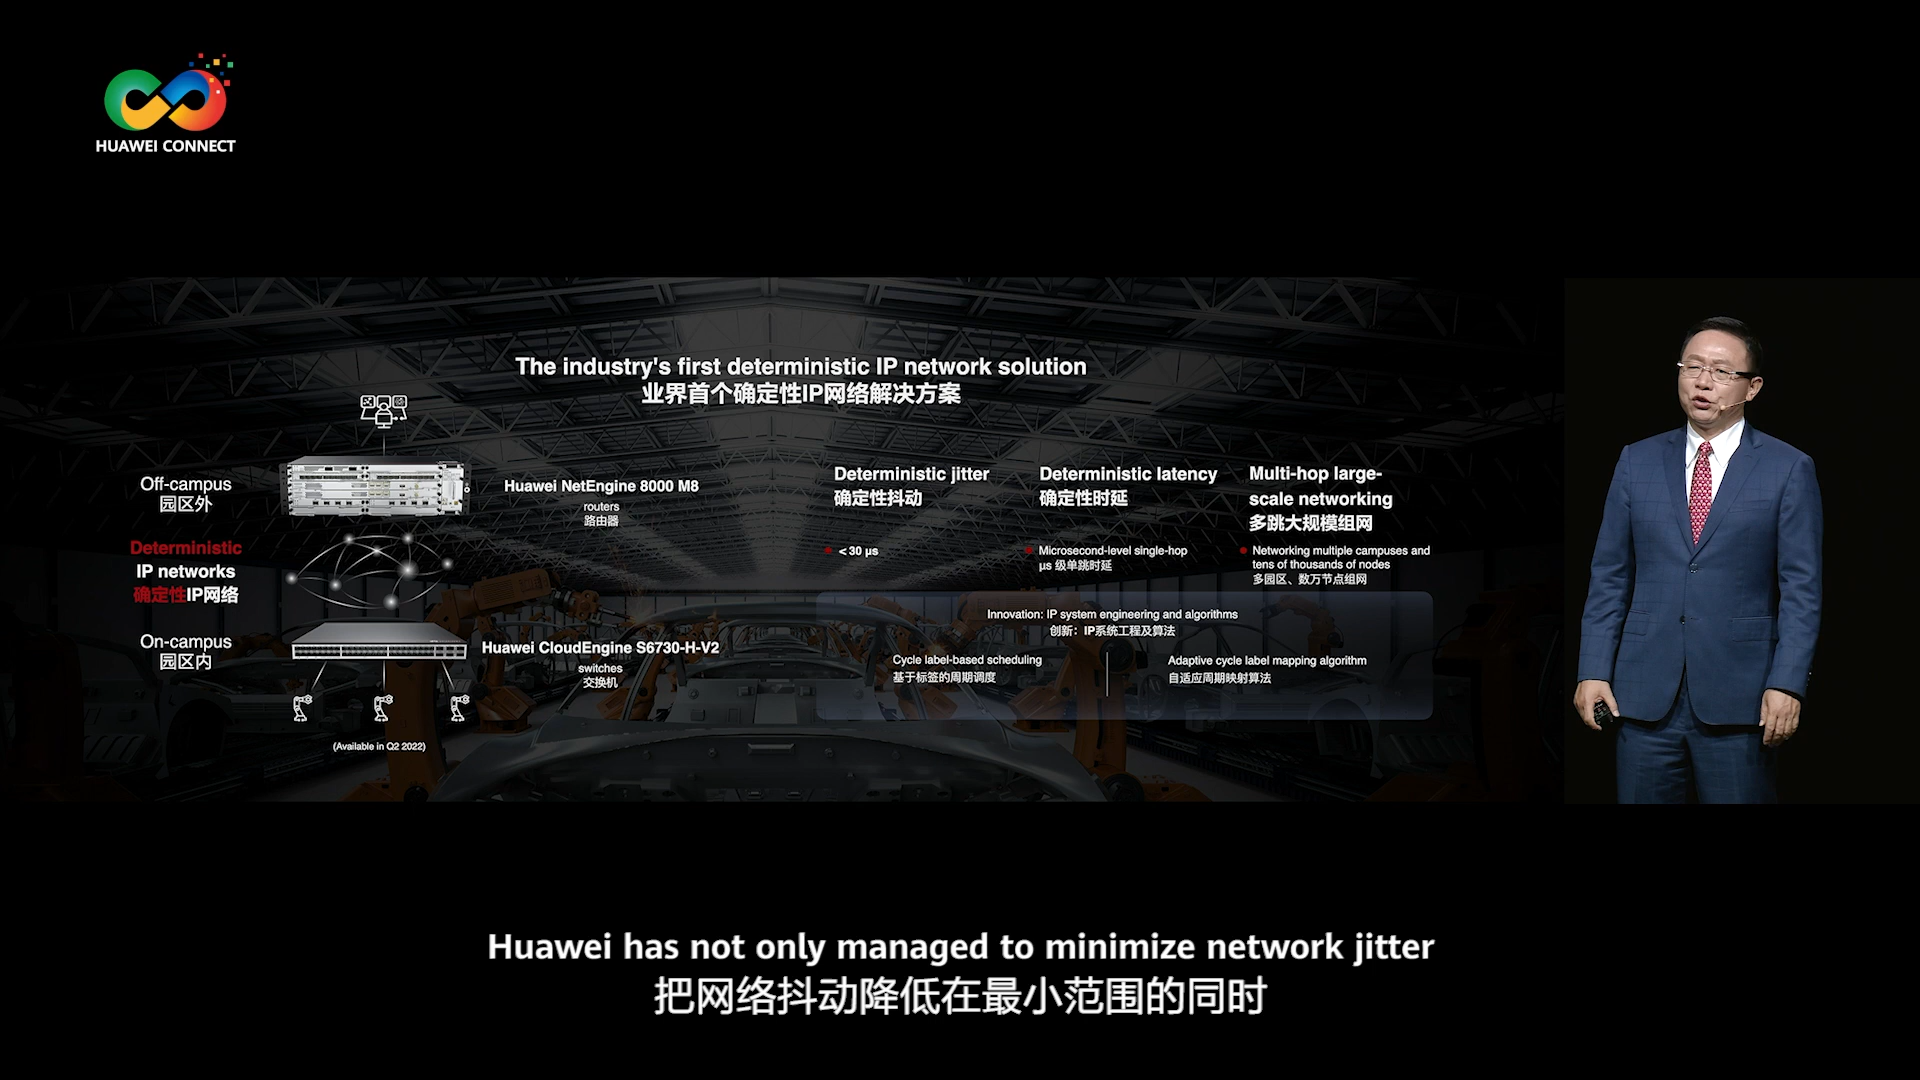 HUAWEI CONNECT
The industry's first deterministic IP network solution
业界首个确定性IP网络解决方案
Off-campus
园区外
Huawei NetEngine 8000 M8
routers
路由器
Deterministic
IP networks
确定性IP网络
On-campus
园区内
Huawei CloudEngine S6730-H-V2
switches
交换机
(Available in Q2 2022)
Deterministic jitter
确定性抖动
< 30 μs
Deterministic latency
确定性时延
Microsecond-level single-hop
μs 级单跳时延
Multi-hop large-
scale networking
多跳大规模组网
Networking multiple campuses and
tens of thousands of nodes
多园区、数万节点组网
Innovation: IP system engineering and algorithms
创新：IP系统工程及算法
Cycle label-based scheduling
基于标签的周期调度
Adaptive cycle label mapping algorithm
自适应周期映射算法
Huawei has not only managed to minimize network jitter
把网络抖动降低在最小范围的同时